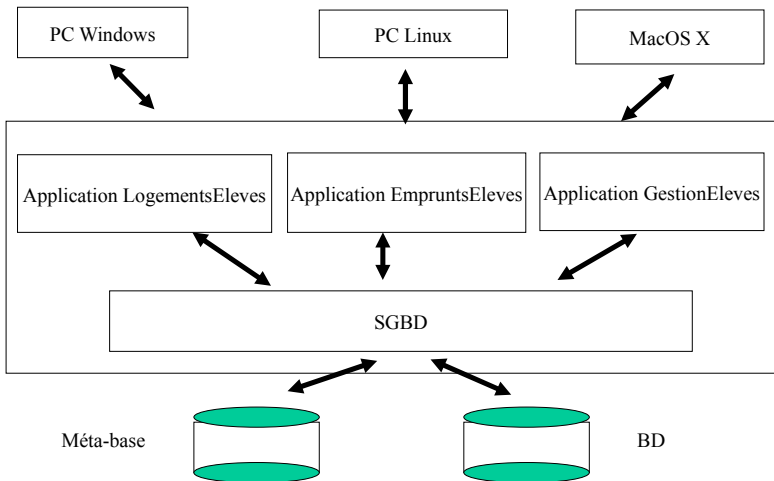 PC Windows
PC Linux
MacOS X
Application LogementsEleves
Application EmpruntsEleves
Application GestionEleves
SGBD
Méta-base
BD